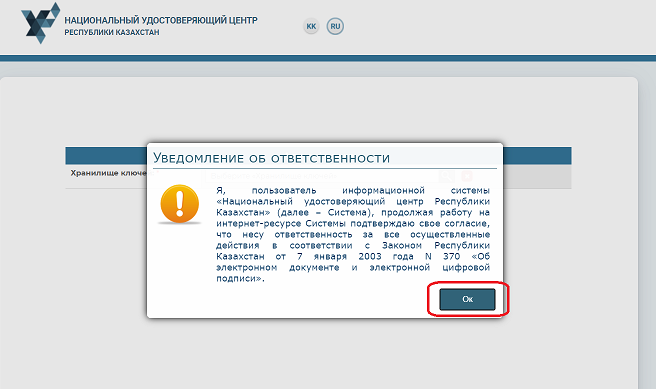 НАЦИОНАЛЬНЫЙ УДОСТОВЕРЯЮЩИЙ ЦЕНТР
РЕСПУБЛИКИ КАЗАХСТАН
KK RU
Хранилище ключе
Уведомление об ответственности
Я, пользователь информационной системы
«Национальный удостоверяющий центр Республики
Казахстан» (далее – Система), продолжая работу на
интернет-ресурсе Системы подтверждаю свое согласие,
что несу ответственность за все осуществленные
действия в соответствии с Законом Республики
Казахстан от 7 января 2003 года N 370 «Об
электронном документе и электронной цифровой
подписи».
Ок